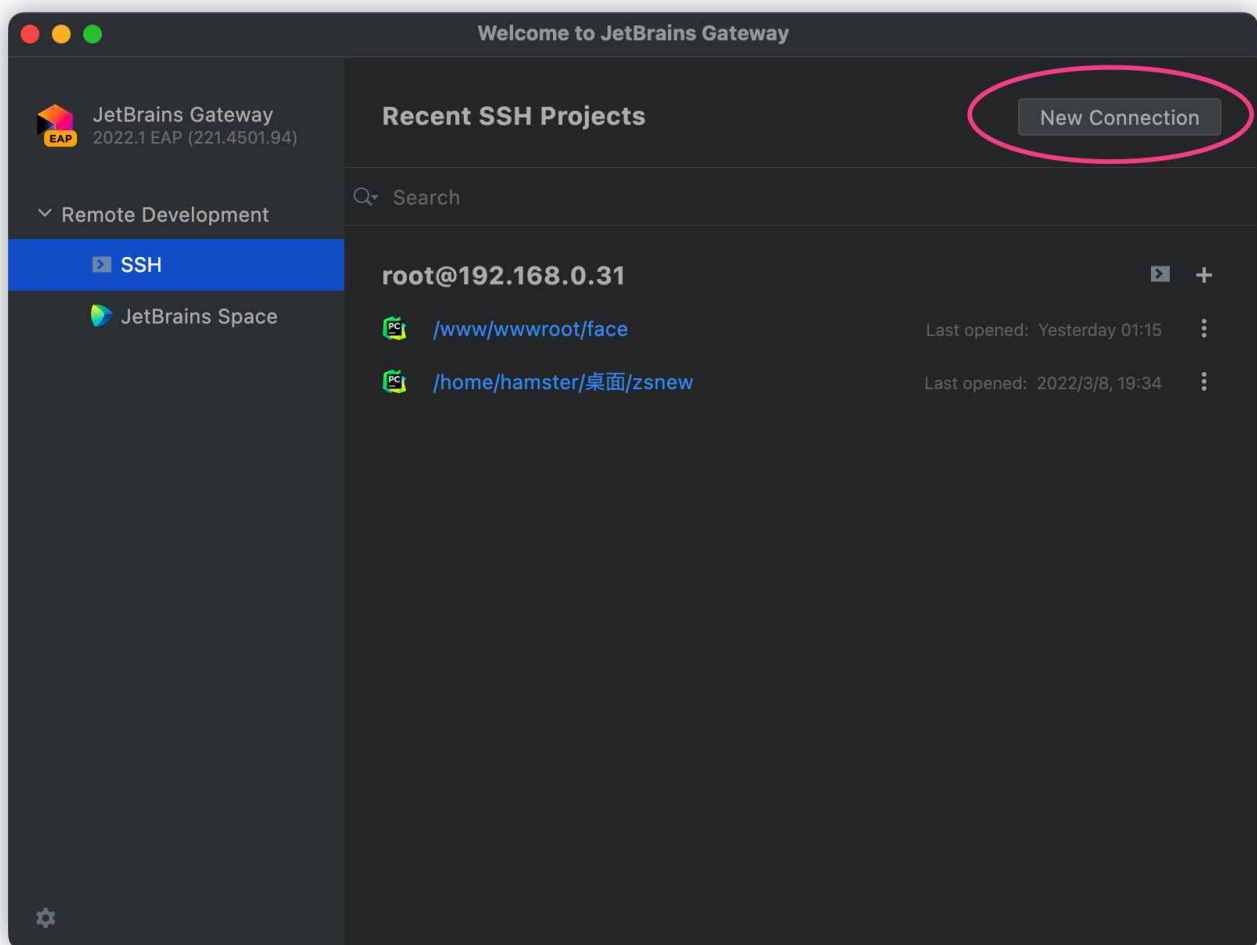 Welcome to JetBrains Gateway
JetBrains Gateway
EAP
2022.1 EAP (221.4501.94)
Remote Development
SSH
JetBrains Space
Recent SSH Projects
New Connection
Search
root@192.168.0.31
PC /www/wwwroot/face Last opened: Yesterday 01:15
PC /home/hamster/桌面/zsnew Last opened: 2022/3/8, 19:34